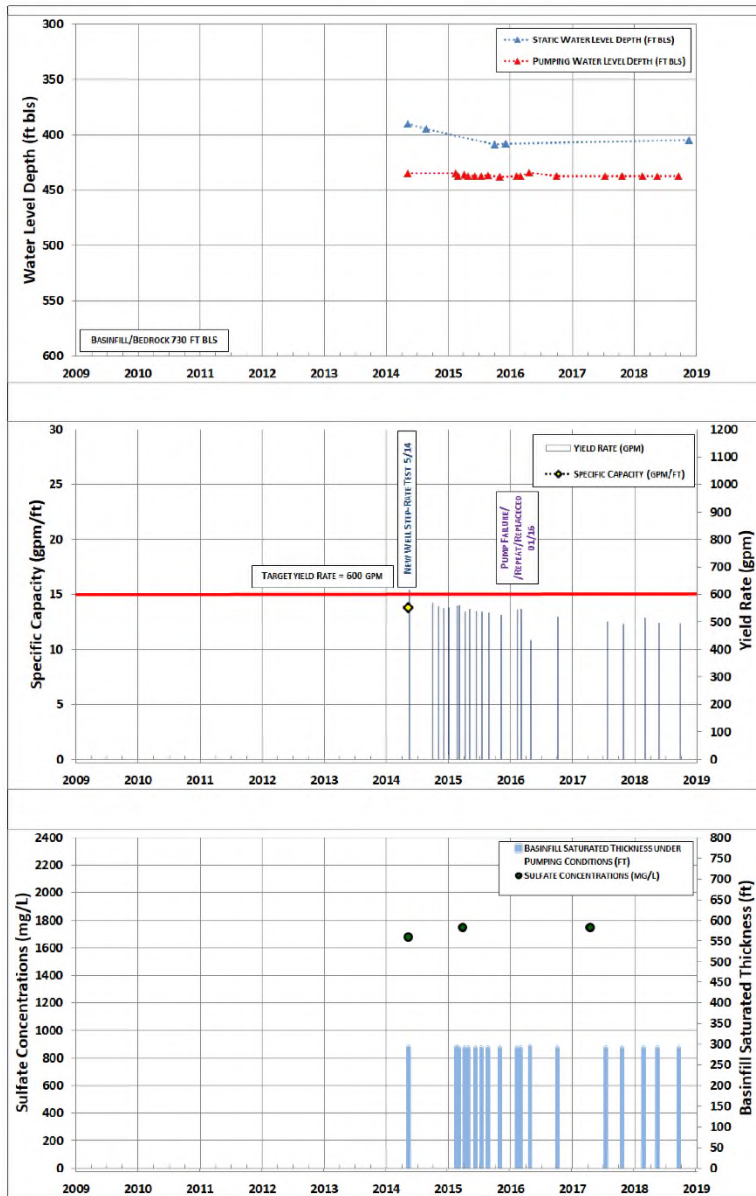 300
350
400
450
500
550
600
Water Level Depth (ft bls)
STATIC WATER LEVEL DEPTH (FT BLS)
PUMPING WATER LEVEL DEPTH (FT BLS)
BASINFILL/BEDROCK 730 FT BLS
2009 2010 2011 2012 2013 2014 2015 2016 2017 2018 2019
30
25
20
15
10
5
0
Specific Capacity (gpm/ft)
TARGET YIELD RATE = 600 GPM
NEW WELL STEP-RATE TEST 5/14
PUMP FAILURE/
/REPEAT/REPLACECED
01/16
YIELD RATE (GPM)
SPECIFIC CAPACITY (GPM/FT)
1200
1100
1000
900
800
700
600
500
400
300
200
100
0
Yield Rate (gpm)
2009 2010 2011 2012 2013 2014 2015 2016 2017 2018 2019
2400
2200
2000
1800
1600
1400
1200
1000
800
600
400
200
0
Sulfate Concentrations (mg/L)
BASINFILL SATURATED THICKNESS UNDER
PUMPING CONDITIONS (FT)
SULFATE CONCENTRATIONS (MG/L)
800
750
700
650
600
550
500
450
400
350
300
250
200
150
100
50
0
Basinfill Saturated Thickness (ft)
2009 2010 2011 2012 2013 2014 2015 2016 2017 2018 2019